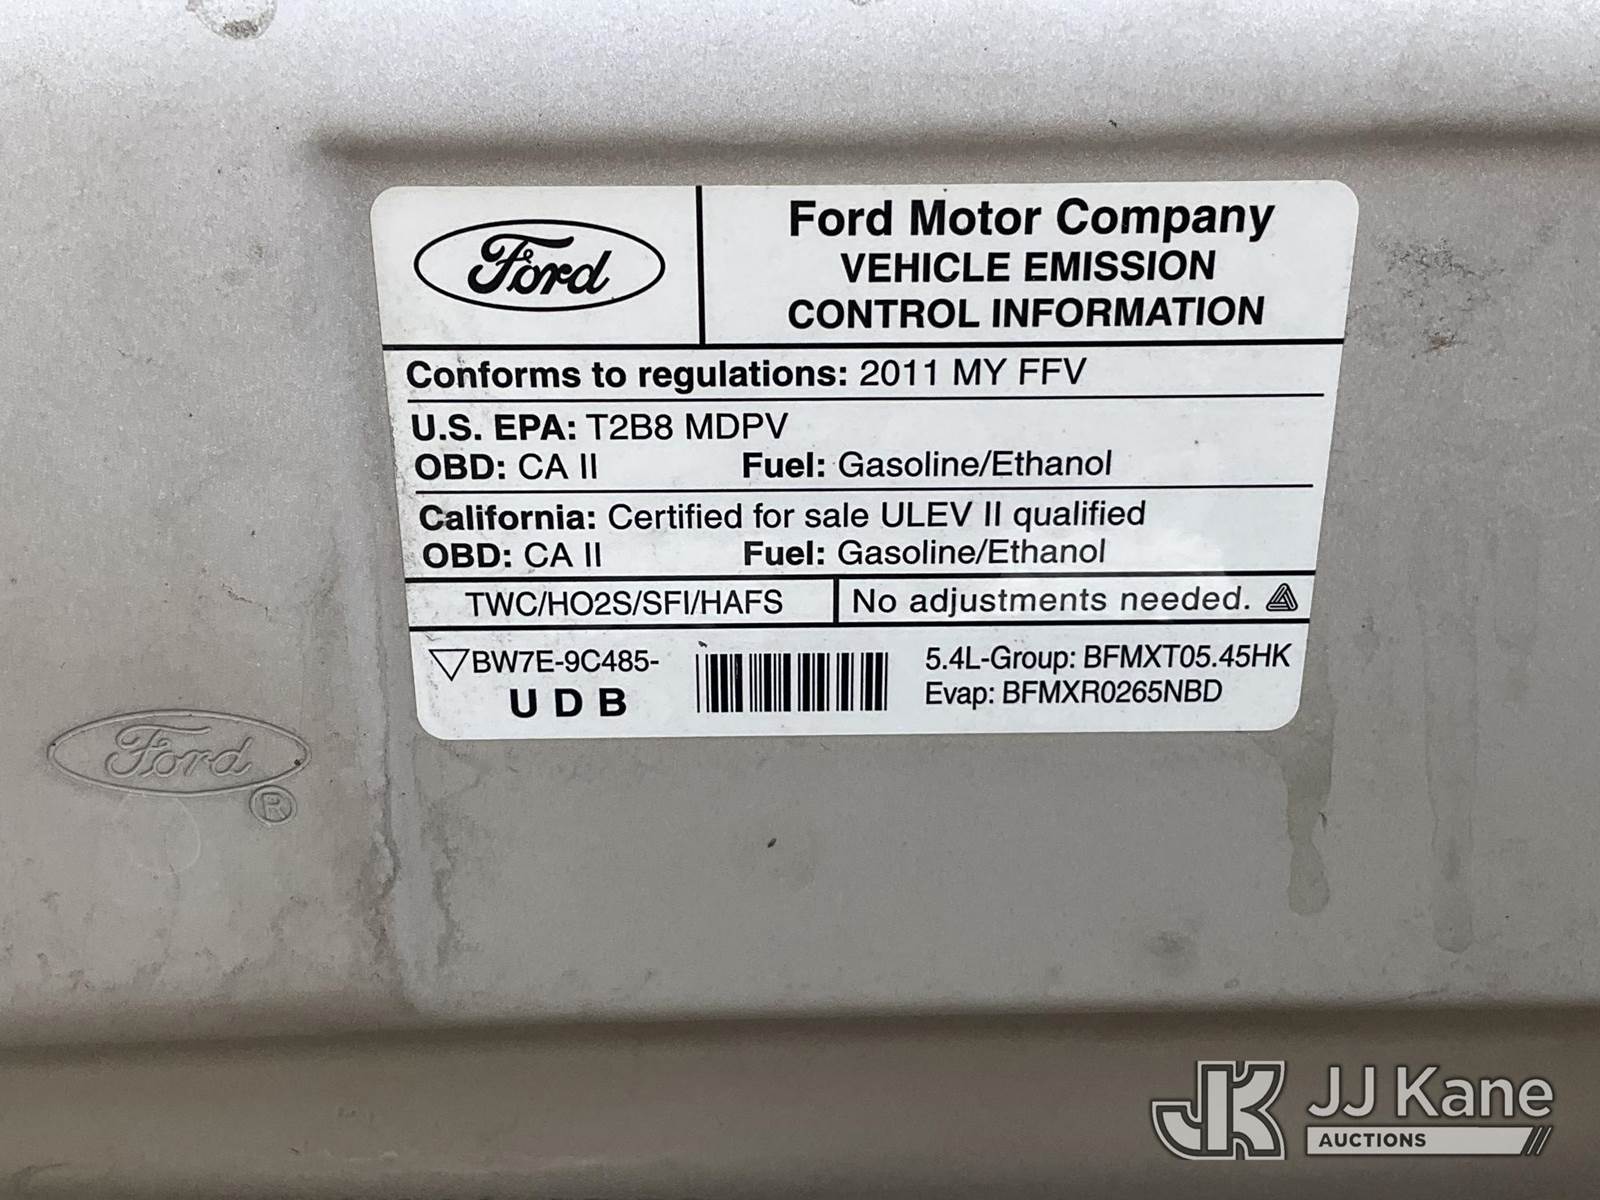 Ford
Ford Motor Company
VEHICLE EMISSION
CONTROL INFORMATION
Conforms to regulations: 2011 MY FFV
U.S. EPA: T2B8 MDPV
OBD: CA II Fuel: Gasoline/Ethanol
California: Certified for sale ULEV II qualified
OBD: CA II Fuel: Gasoline/Ethanol
TWC/HO2S/SFI/HAFS No adjustments needed.
BW7E-9C485-
UDB
5.4L-Group: BFMXT05.45HK
Evap: BFMXR0265NBD
Ford
®
JK JJ Kane
AUCTIONS